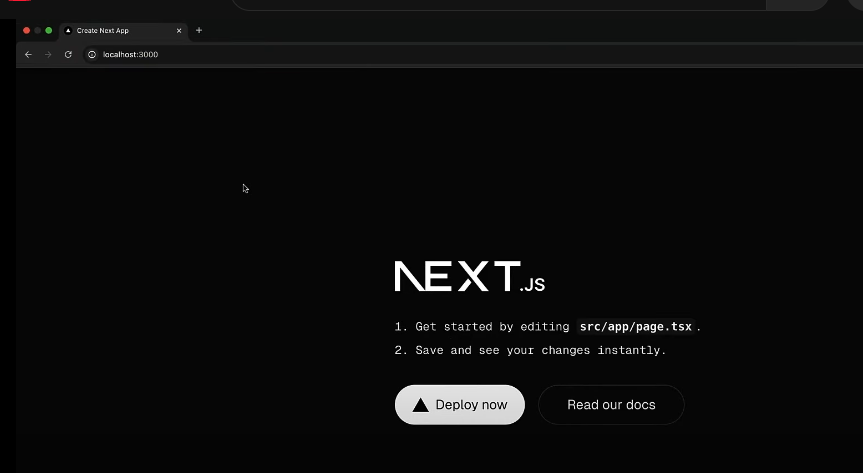 Create Next App
localhost:3000
NEXT.JS
1. Get started by editing src/app/page.tsx.
2. Save and see your changes instantly.
Deploy now
Read our docs